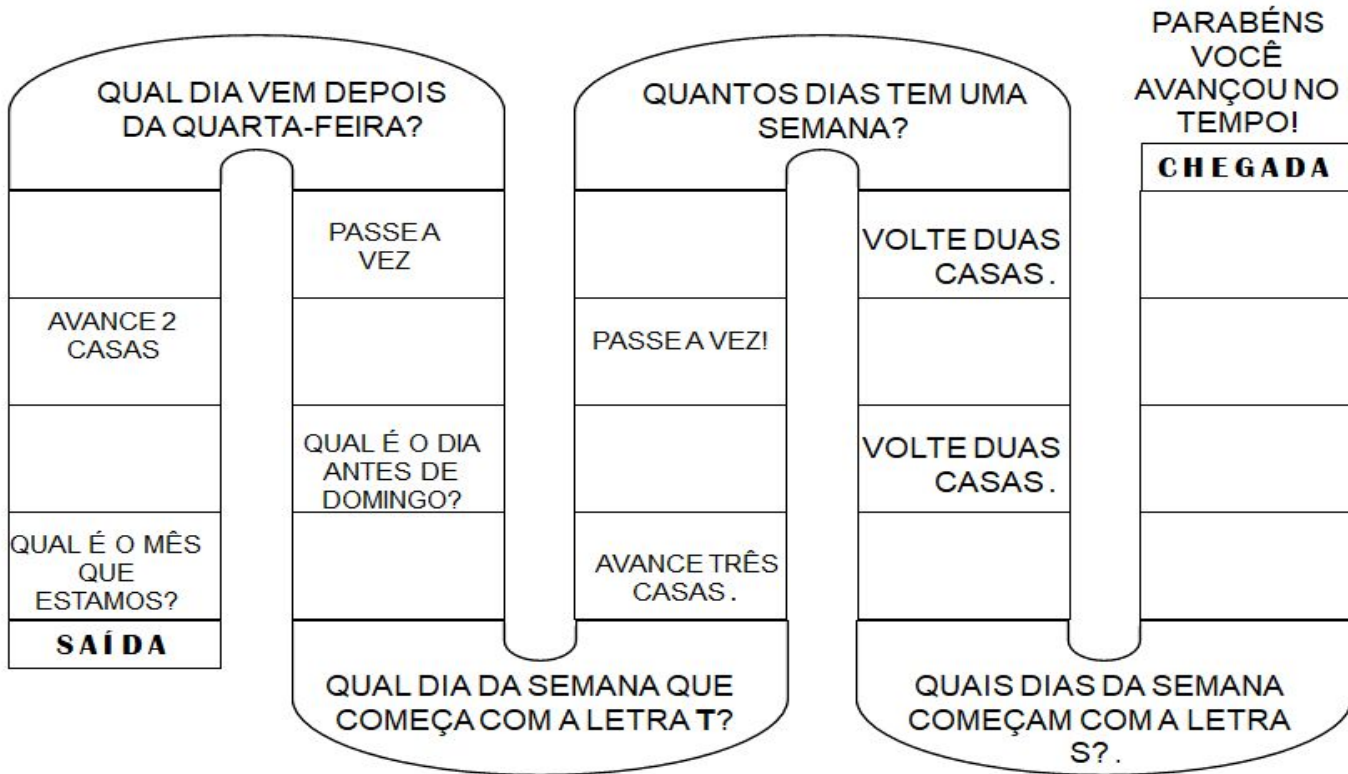 PARABÉNS
VOCÊ
AVANÇOU NO
TEMPO!
CHEGADA
QUAL DIA VEM DEPOIS
DA QUARTA-FEIRA?
QUANTOS DIAS TEM UMA
SEMANA?
PASSE A
VEZ
VOLTE DUAS
CASAS.
AVANCE 2
CASAS
PASSE A VEZ!
QUAL É O DIA
ANTES DE
DOMINGO?
VOLTE DUAS
CASAS.
QUAL É O MÊS
QUE
ESTAMOS?
AVANCE TRÊS
CASAS.
SAÍDA
QUAL DIA DA SEMANA QUE
COMEÇA COM A LETRA T?
QUAIS DIAS DA SEMANA
COMEÇAM COM A LETRA
S?.